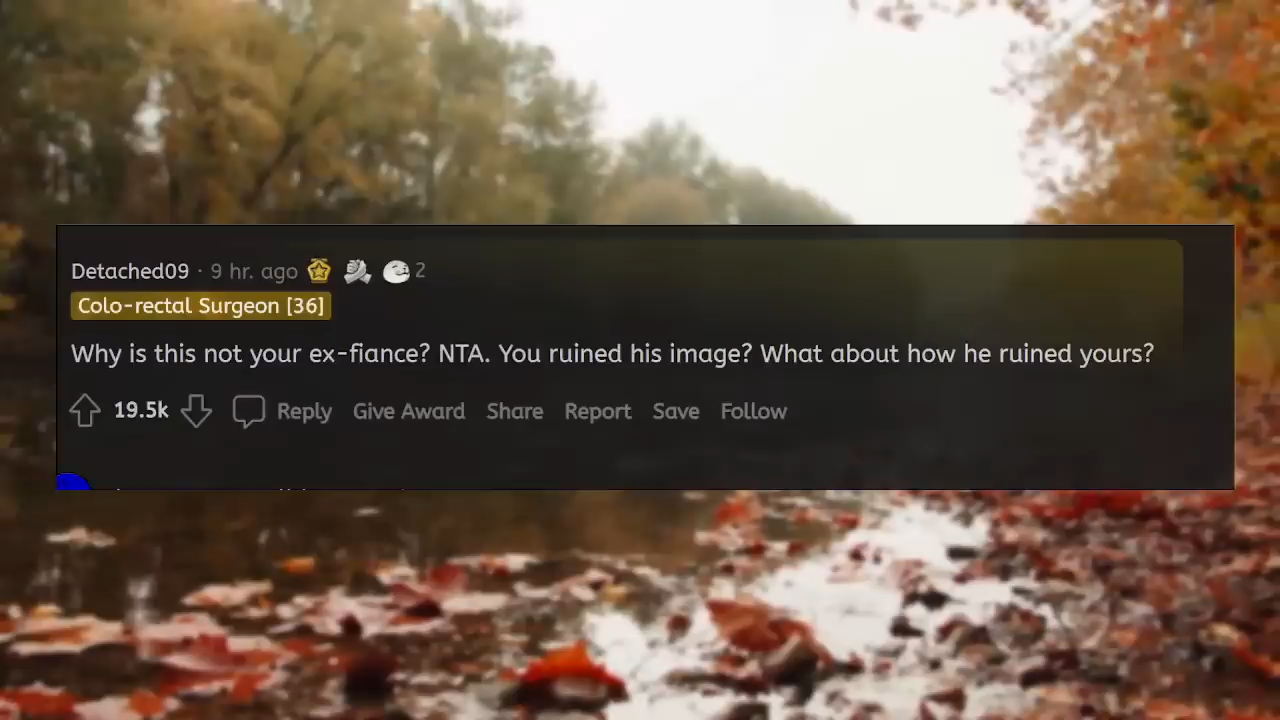 Detached09 · 9 hr. ago 2
Colo-rectal Surgeon [36]
Why is this not your ex-fiance? NTA. You ruined his image? What about how he ruined yours?
19.5k Reply Give Award Share Report Save Follow